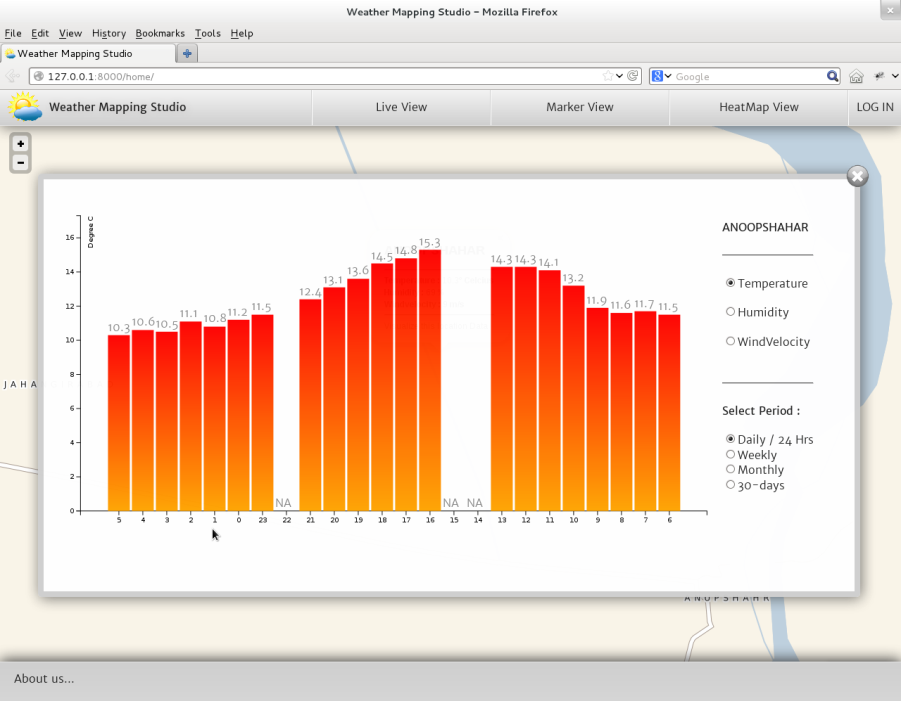 Weather Mapping Studio - Mozilla Firefox
File Edit View History Bookmarks Tools Help
Weather Mapping Studio
127.0.0.1:8000/home/
Google
Weather Mapping Studio
Live View
Marker View
HeatMap View
LOG IN
+
-
ANOOPSHAHAR
Temperature
Humidity
WindVelocity
Select Period :
Daily / 24 Hrs
Weekly
Monthly
30-days
Degree C
16
14
12
10
8
6
4
2
0
10.3 10.6 10.5 11.1 10.8 11.2 11.5 NA 12.4 13.1 13.6 14.5 14.8 15.3 NA NA 14.3 14.3 14.1 13.2 11.9 11.6 11.7 11.5
5 4 3 2 1 0 23 22 21 20 19 18 17 16 15 14 13 12 11 10 9 8 7 6
JAHA
ANUPSHAHR
About us...